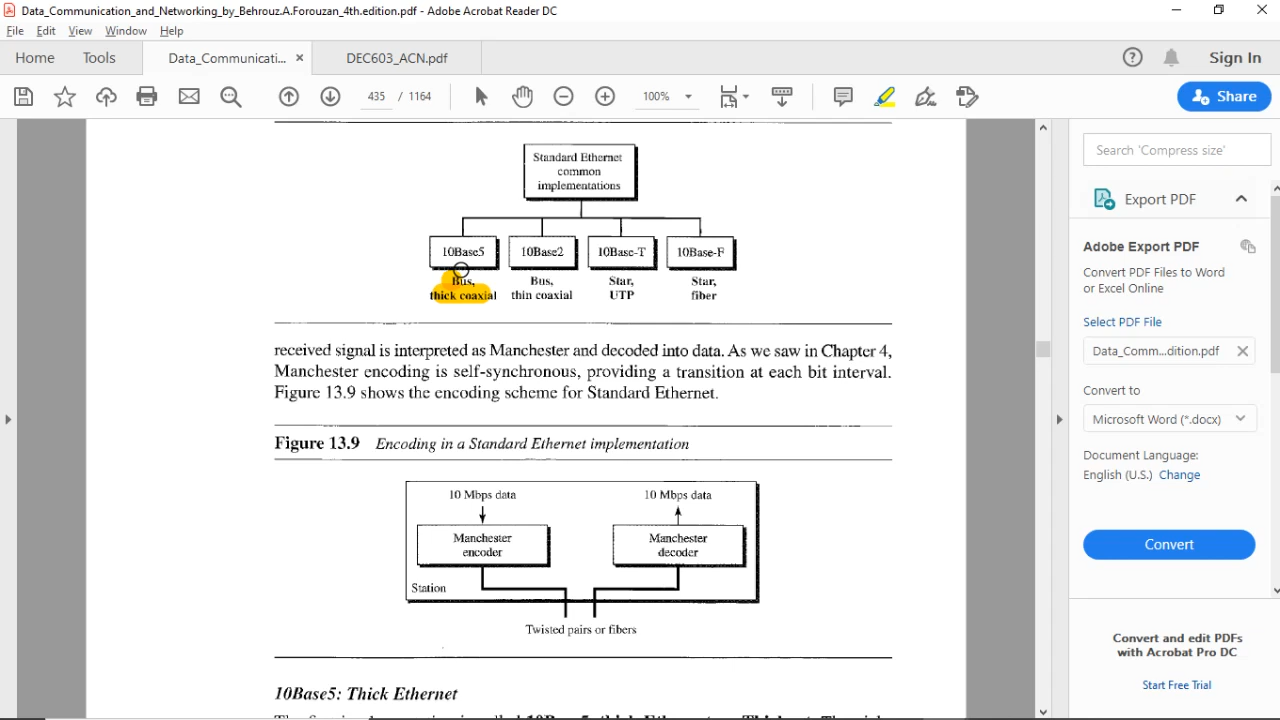 Data_Communication_and_Networking_by_Behrouz.A.Forouzan_4th.edition.pdf - Adobe Acrobat Reader DC
File Edit View Window Help
Home Tools Data_Communicati... × DEC603_ACN.pdf Sign In
435 / 1164 100% Share
Standard Ethernet
common
implementations
10Base5 10Base2 10Base-T 10Base-F
Bus, Bus, Star, Star,
thick coaxial thin coaxial UTP fiber
received signal is interpreted as Manchester and decoded into data. As we saw in Chapter 4,
Manchester encoding is self-synchronous, providing a transition at each bit interval.
Figure 13.9 shows the encoding scheme for Standard Ethernet.
Figure 13.9 Encoding in a Standard Ethernet implementation
10 Mbps data 10 Mbps data
Manchester Manchester
encoder decoder
Station
Twisted pairs or fibers
10Base5: Thick Ethernet
Search 'Compress size'
Export PDF
Adobe Export PDF
Convert PDF Files to Word
or Excel Online
Select PDF File
Data_Comm...dition.pdf
Convert to
Microsoft Word (*.docx)
Document Language:
English (U.S.) Change
Convert
Convert and edit PDFs
with Acrobat Pro DC
Start Free Trial